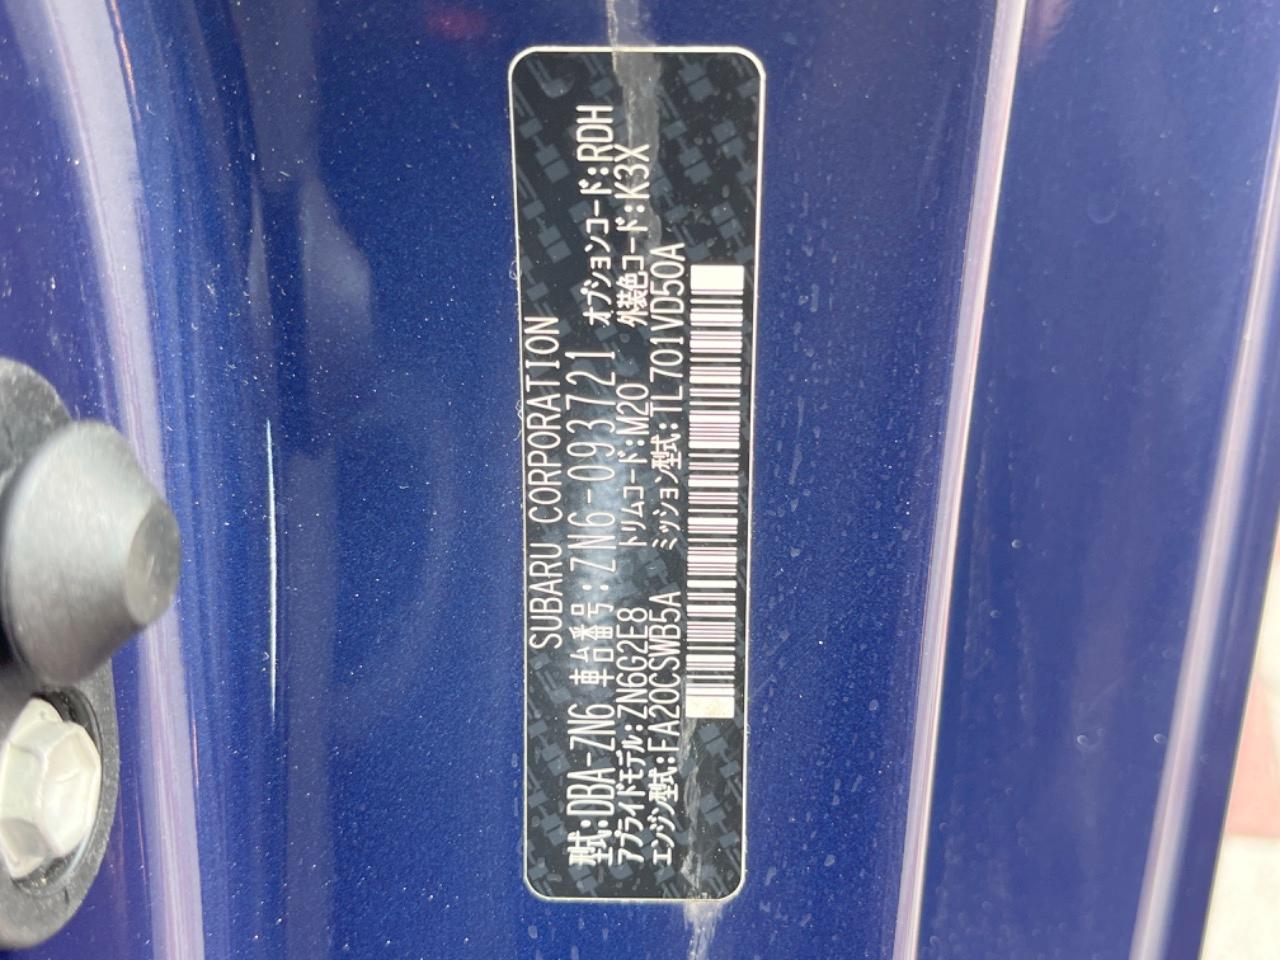 SUBARU CORPORATION
型式:DBA-ZN6 車台番号:ZN6-093721
アプライドモデル:ZN6G2E8 トリムコード:M20 オプションコード:RDH
外装色コード:K3X
エンジン型式:FA20CSWB5A ミッション型式:TL701VD50A